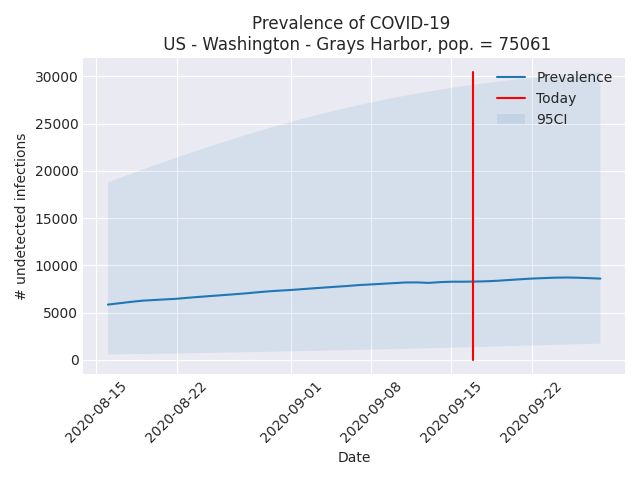 Prevalence of COVID-19
US - Washington - Grays Harbor, pop. = 75061
Prevalence
Today
95CI
30000
25000
20000
15000
10000
5000
0
# undetected infections
2020-08-15
2020-08-22
2020-09-01
2020-09-08
2020-09-15
2020-09-22
Date